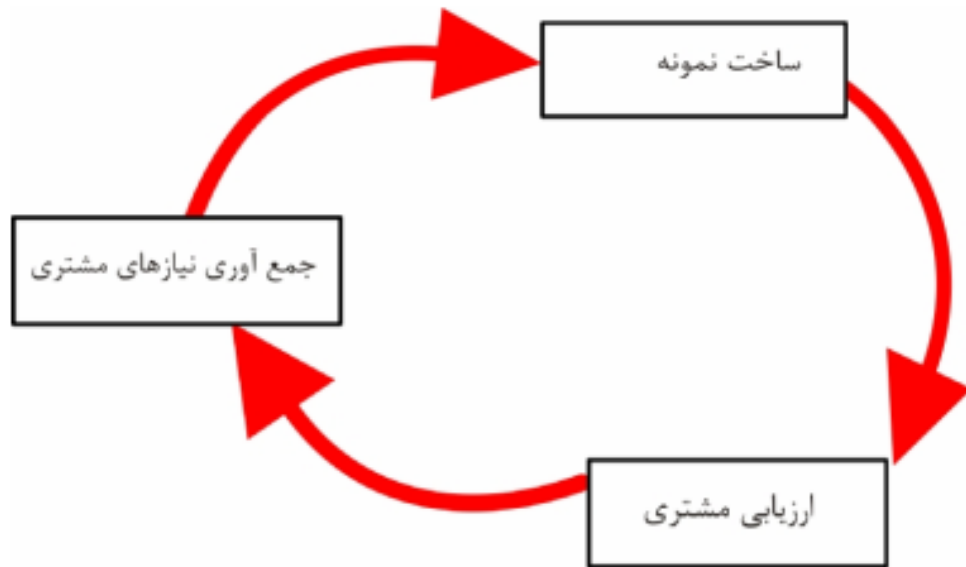 ساخت نمونه
جمع آوری نیازهای مشتری
ارزیابی مشتری